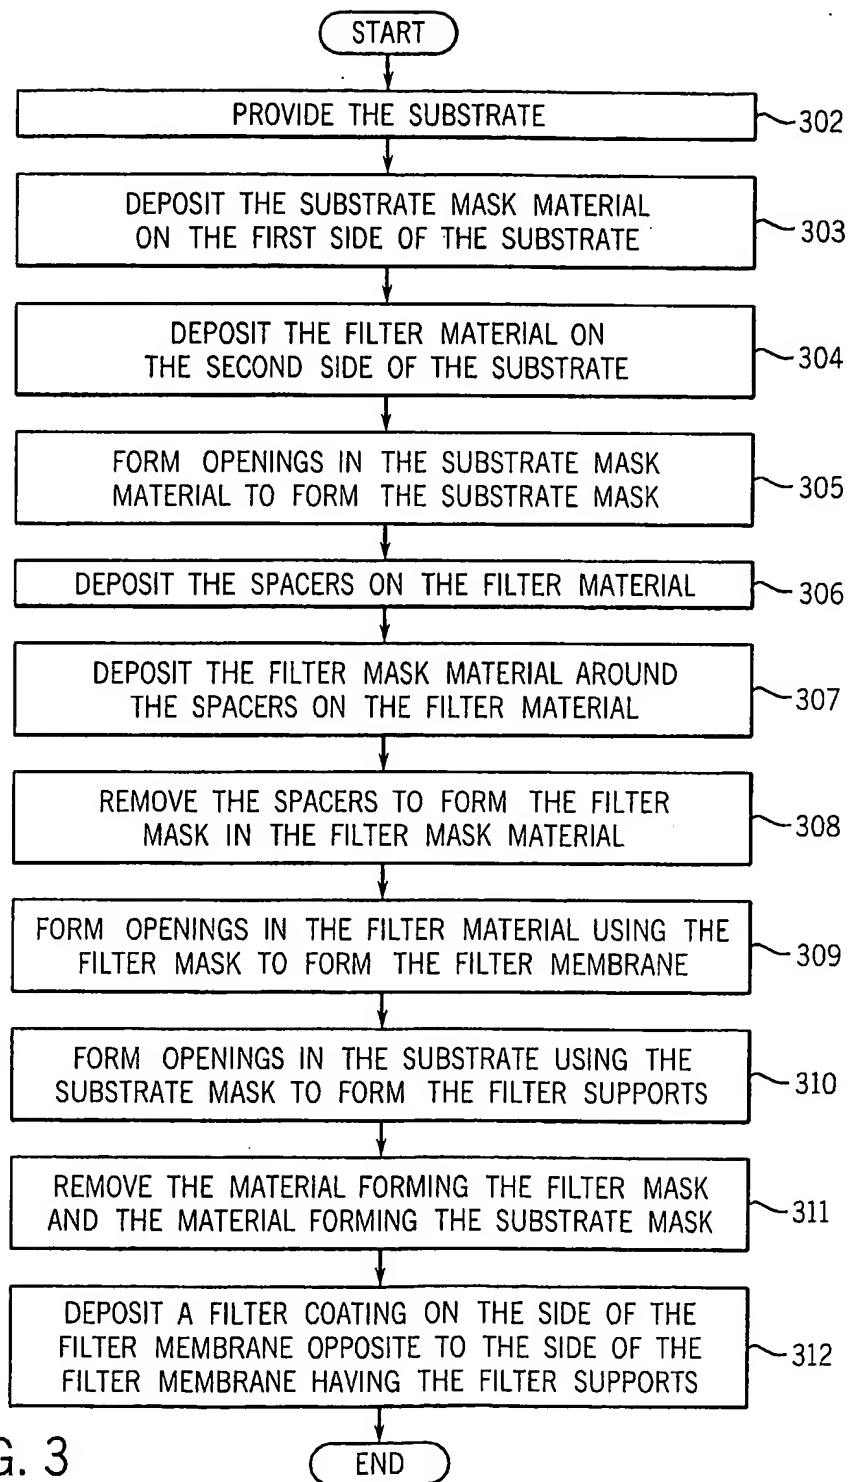 START
PROVIDE THE SUBSTRATE
302
DEPOSIT THE SUBSTRATE MASK MATERIAL
ON THE FIRST SIDE OF THE SUBSTRATE
303
DEPOSIT THE FILTER MATERIAL ON
THE SECOND SIDE OF THE SUBSTRATE
304
FORM OPENINGS IN THE SUBSTRATE MASK
MATERIAL TO FORM THE SUBSTRATE MASK
305
DEPOSIT THE SPACERS ON THE FILTER MATERIAL
306
DEPOSIT THE FILTER MASK MATERIAL AROUND
THE SPACERS ON THE FILTER MATERIAL
307
REMOVE THE SPACERS TO FORM THE FILTER
MASK IN THE FILTER MASK MATERIAL
308
FORM OPENINGS IN THE FILTER MATERIAL USING THE
FILTER MASK TO FORM THE FILTER MEMBRANE
309
FORM OPENINGS IN THE SUBSTRATE USING THE
SUBSTRATE MASK TO FORM THE FILTER SUPPORTS
310
REMOVE THE MATERIAL FORMING THE FILTER MASK
AND THE MATERIAL FORMING THE SUBSTRATE MASK
311
DEPOSIT A FILTER COATING ON THE SIDE OF THE
FILTER MEMBRANE OPPOSITE TO THE SIDE OF THE
FILTER MEMBRANE HAVING THE FILTER SUPPORTS
312
G. 3
END